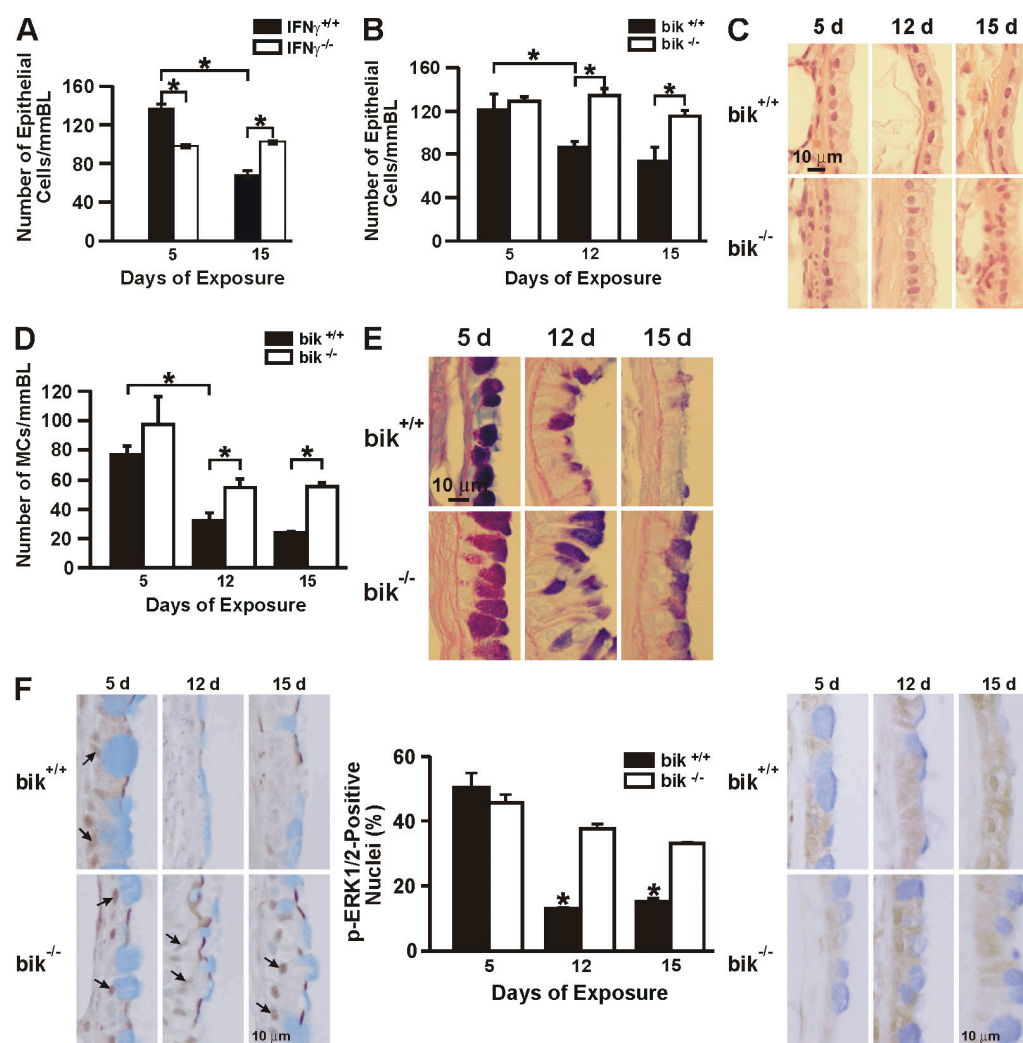 A
IFNγ+/+
IFNγ-/-
Number of Epithelial
Cells/mmBL
160
120
80
40
0
5
15
Days of Exposure
*
*
*
B
bik +/+
bik -/-
Number of Epithelial
Cells/mmBL
160
120
80
40
0
5
12
15
Days of Exposure
*
*
*
C
5 d
12 d
15 d
bik+/+
10 μm
bik-/-
D
bik +/+
bik -/-
Number of MCs/mmBL
120
100
80
60
40
20
0
5
12
15
Days of Exposure
*
*
*
E
5 d
12 d
15 d
bik+/+
10 μm
bik-/-
F
5 d
12 d
15 d
bik+/+
bik-/-
10 μm
bik +/+
bik -/-
p-ERK1/2-Positive
Nuclei (%)
60
40
20
0
5
12
15
Days of Exposure
*
*
5 d
12 d
15 d
bik+/+
bik-/-
10 μm